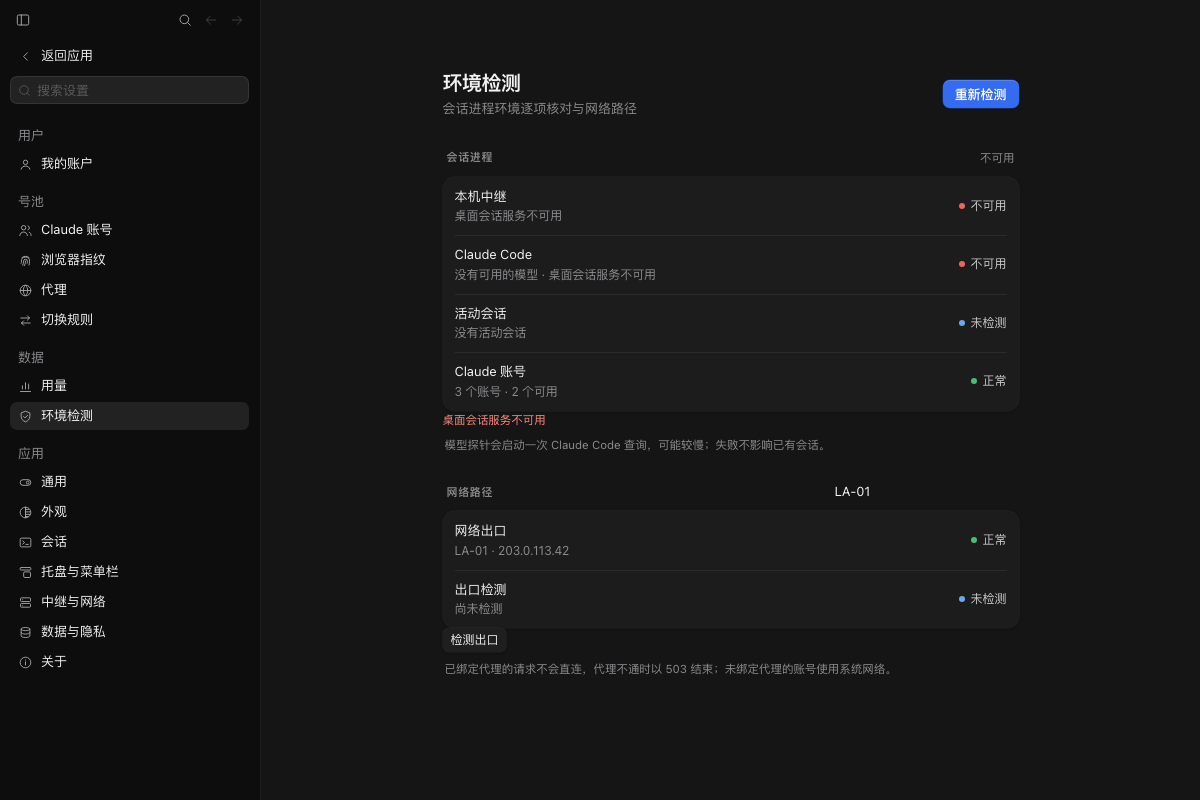 返回应用
搜索设置
用户
我的账户
号池
Claude 账号
浏览器指纹
代理
切换规则
数据
用量
环境检测
应用
通用
外观
会话
托盘与菜单栏
中继与网络
数据与隐私
关于
环境检测
会话进程环境逐项核对与网络路径
重新检测
会话进程
不可用
本机中继
桌面会话服务不可用
不可用
Claude Code
没有可用的模型 · 桌面会话服务不可用
不可用
活动会话
没有活动会话
未检测
Claude 账号
3 个账号 · 2 个可用
正常
桌面会话服务不可用
模型探针会启动一次 Claude Code 查询，可能较慢；失败不影响已有会话。
网络路径
LA-01
网络出口
LA-01 · 203.0.113.42
正常
出口检测
尚未检测
未检测
检测出口
已绑定代理的请求不会直连，代理不通时以 503 结束；未绑定代理的账号使用系统网络。